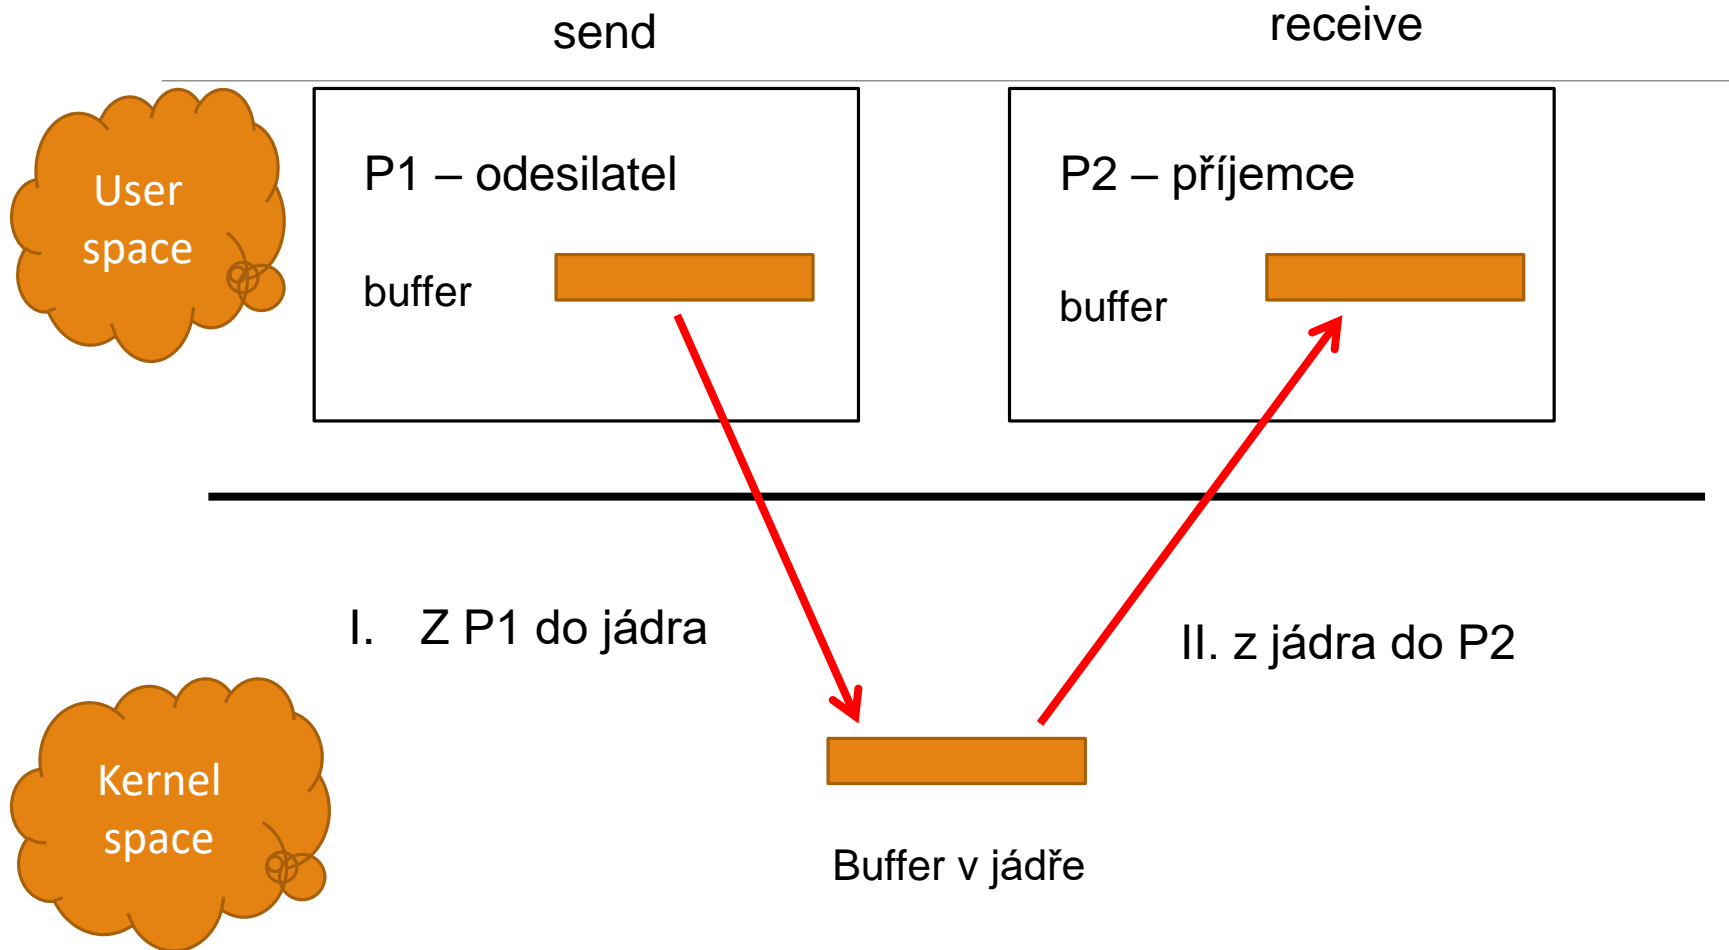 send
receive
User
space
P1 – odesilatel
buffer
P2 – příjemce
buffer
I. Z P1 do jádra
II. z jádra do P2
Kernel
space
Buffer v jádře